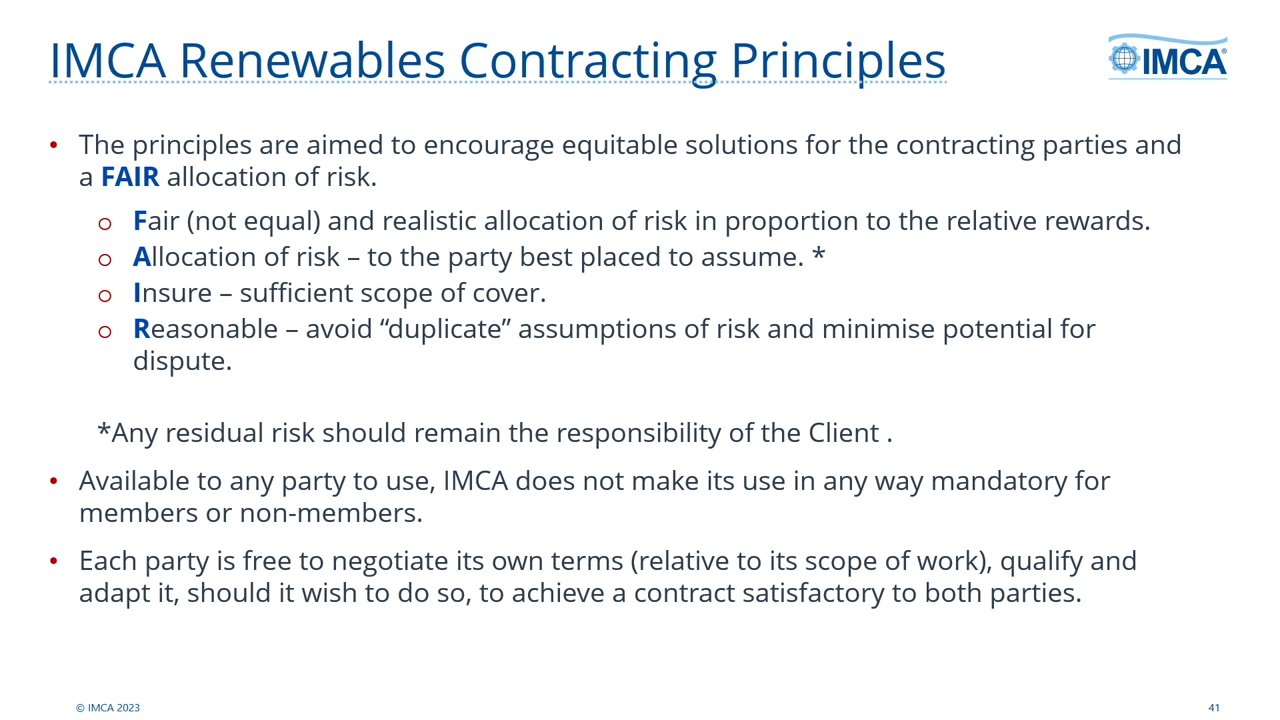 IMCA Renewables Contracting Principles
IMCA®
• The principles are aimed to encourage equitable solutions for the contracting parties and
a FAIR allocation of risk.
o Fair (not equal) and realistic allocation of risk in proportion to the relative rewards.
o Allocation of risk – to the party best placed to assume. *
o Insure – sufficient scope of cover.
o Reasonable – avoid “duplicate” assumptions of risk and minimise potential for
dispute.
*Any residual risk should remain the responsibility of the Client .
• Available to any party to use, IMCA does not make its use in any way mandatory for
members or non-members.
• Each party is free to negotiate its own terms (relative to its scope of work), qualify and
adapt it, should it wish to do so, to achieve a contract satisfactory to both parties.
© IMCA 2023
41